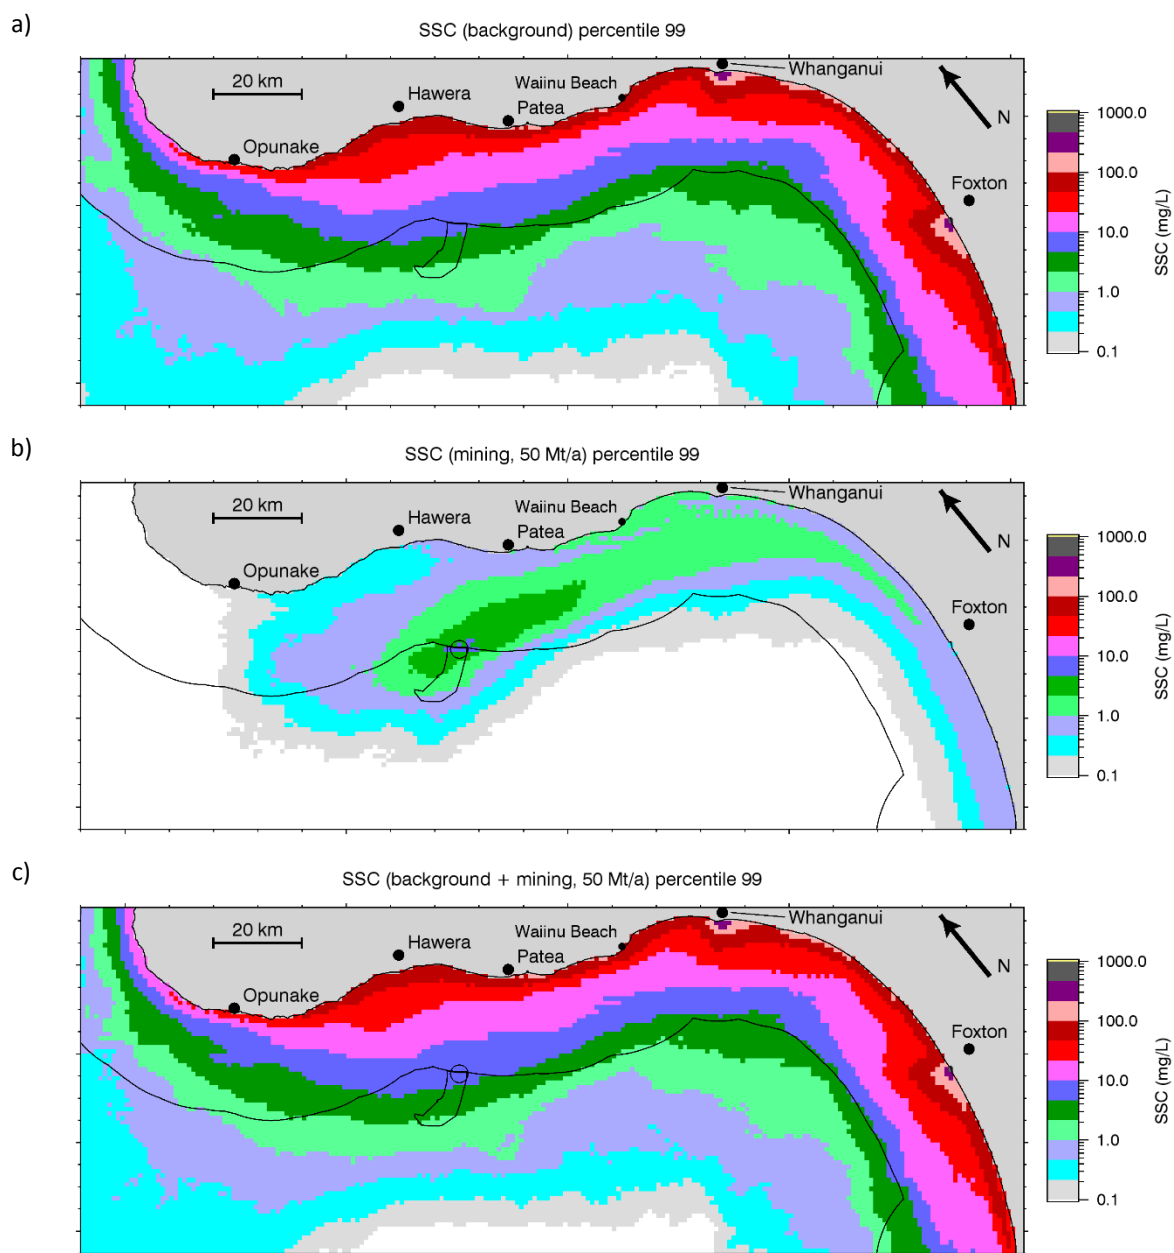 a)
SSC (background) percentile 99
20 km
Opunake
Hawera
Waiinu Beach
Patea
Whanganui
N
Foxton
1000.0
100.0
10.0
1.0
0.1
SSC (mg/L)
b)
SSC (mining, 50 Mt/a) percentile 99
20 km
Opunake
Hawera
Waiinu Beach
Patea
Whanganui
N
Foxton
1000.0
100.0
10.0
1.0
0.1
SSC (mg/L)
c)
SSC (background + mining, 50 Mt/a) percentile 99
20 km
Opunake
Hawera
Waiinu Beach
Patea
Whanganui
N
Foxton
1000.0
100.0
10.0
1.0
0.1
SSC (mg/L)